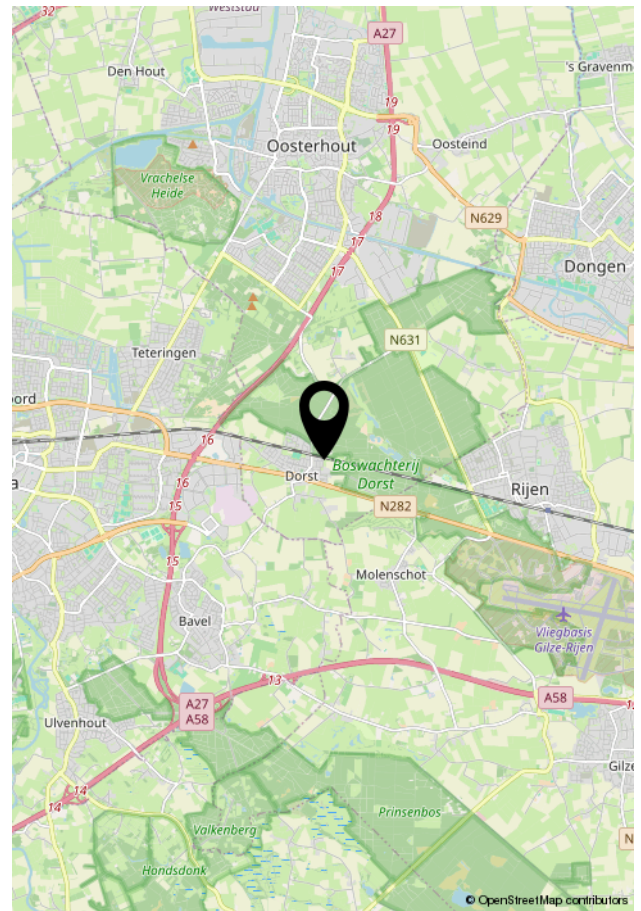 32
Weststad
A27
Den Hout
's Gravenm
19
19
Oosterhout
Oosteind
Vrachelse
Heide
18
N629
17
17
Dongen
N631
Teteringen
oord
16
a
16
Dorst
Boswachterij
Dorst
Rijen
15
N282
15
Molenschot
Bavel
Vliegbasis
Gilze-Rijen
13
A27
A58
A58
Ulvenhout
Gilze
14
14
Prinsenbos
Valkenberg
N
Hondsdonk
© OpenStreetMap contributors